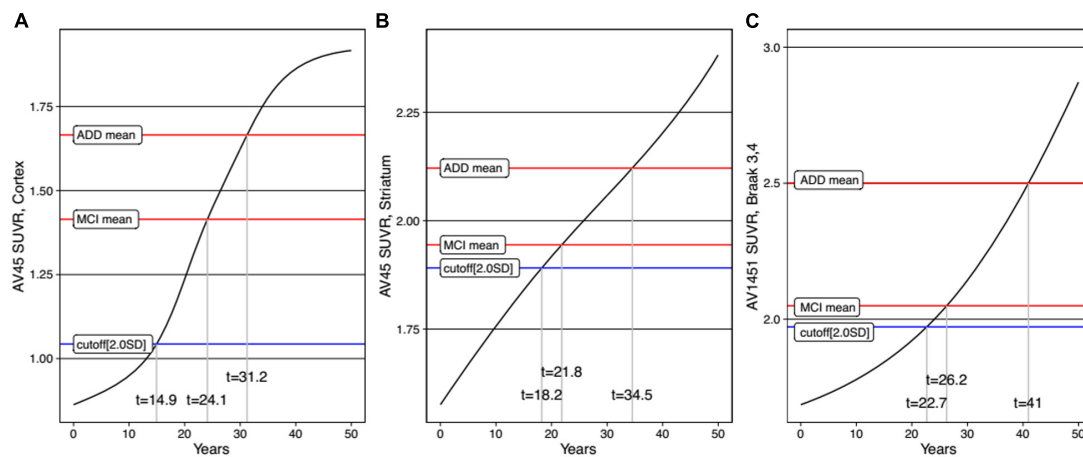 A
AV45 SUVR, Cortex
1.75
1.50
1.25
1.00
ADD mean
MCI mean
cutoff[2.0SD]
t=31.2
t=14.9 t=24.1
0 10 20 30 40 50
Years
B
AV45 SUVR, Striatum
2.25
2.00
1.75
ADD mean
MCI mean
cutoff[2.0SD]
t=21.8
t=18.2 t=34.5
0 10 20 30 40 50
Years
C
AV1451 SUVR, Braak 3,4
3.0
2.5
2.0
ADD mean
MCI mean
cutoff[2.0SD]
t=26.2
t=22.7 t=41
0 10 20 30 40 50
Years